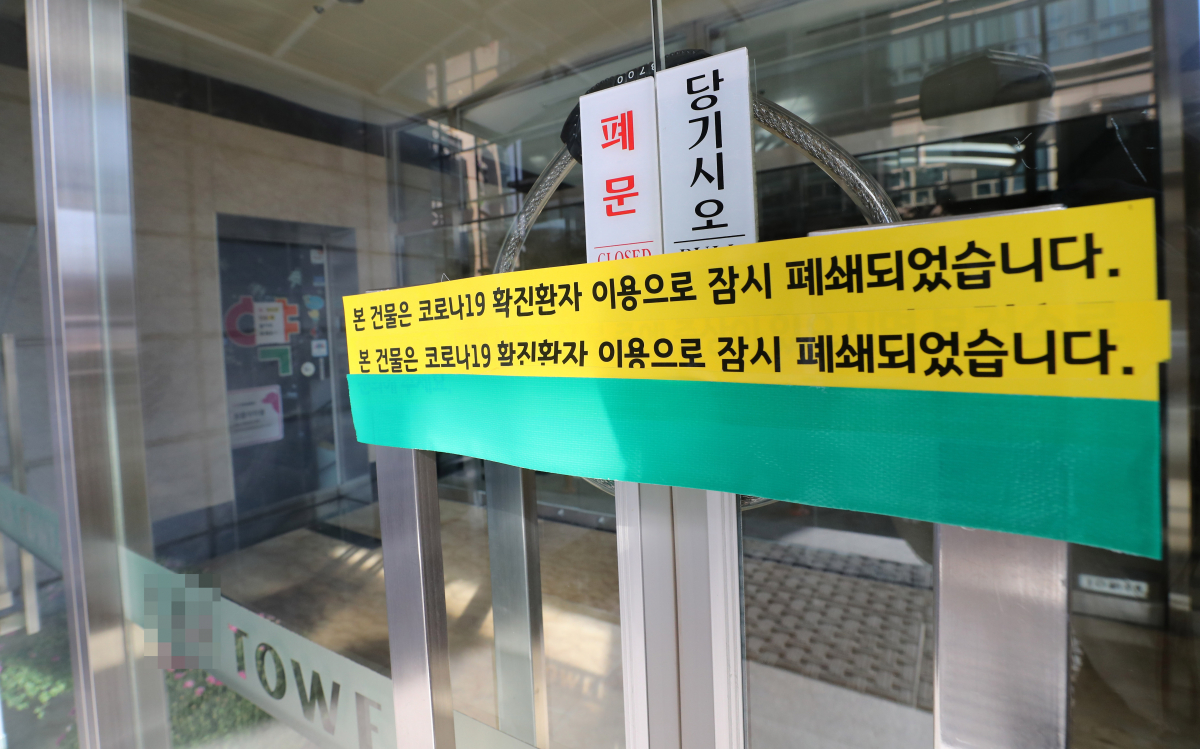 8700
폐문
CLOSED
당기시오
PULL
본 건물은 코로나19 확진환자 이용으로 잠시 폐쇄되었습니다.
본 건물은 코로나19 확진환자 이용으로 잠시 폐쇄되었습니다.
TOWE